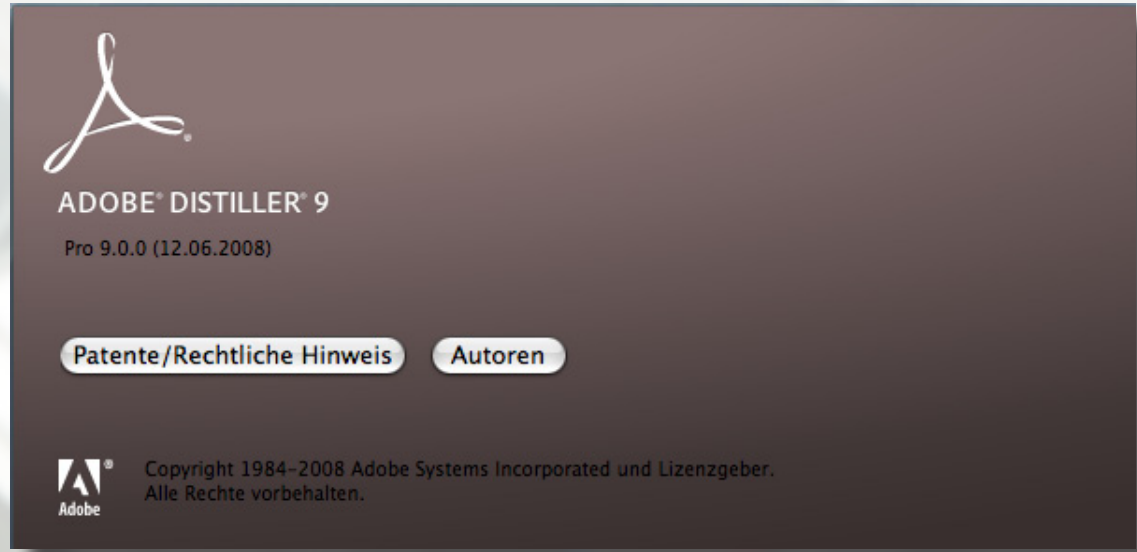 ADOBE® DISTILLER® 9
Pro 9.0.0 (12.06.2008)
Patente/Rechtliche Hinweis
Autoren
Adobe
Copyright 1984–2008 Adobe Systems Incorporated und Lizenzgeber.
Alle Rechte vorbehalten.